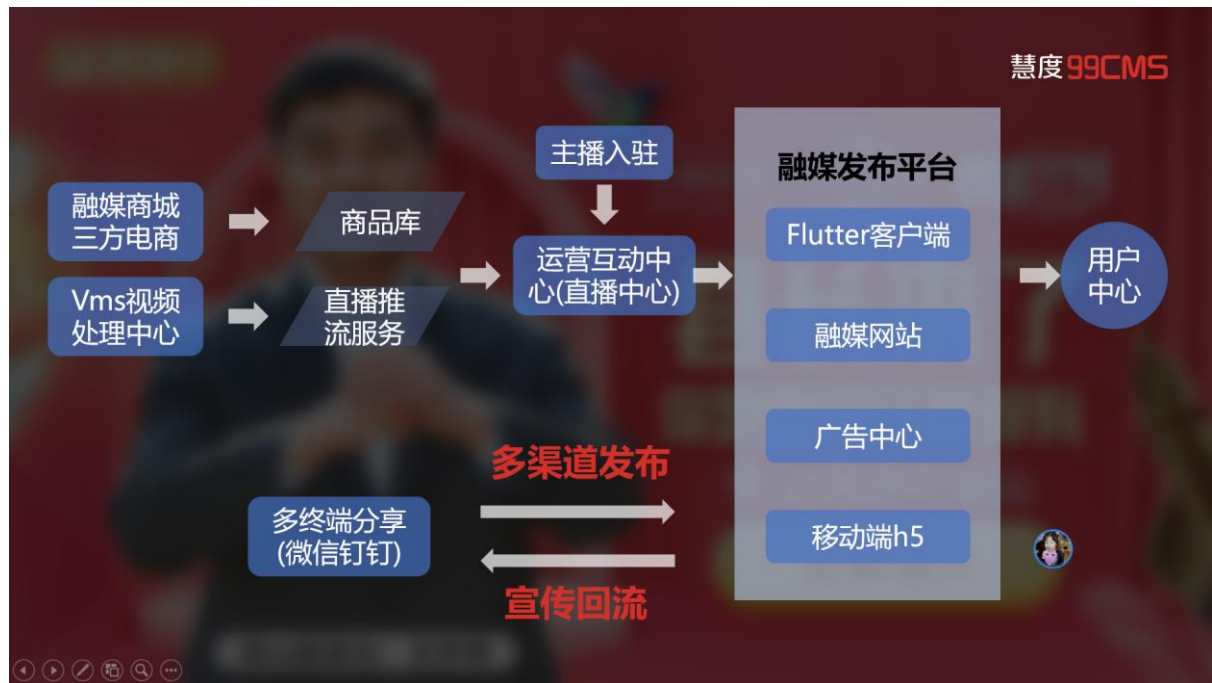 慧度99CMS
主播入驻
融媒商城
三方电商
商品库
Vms视频
处理中心
直播推
流服务
运营互动中
心(直播中心)
融媒发布平台
Flutter客户端
融媒网站
广告中心
移动端h5
用户
中心
多渠道发布
多终端分享
(微信钉钉)
宣传回流